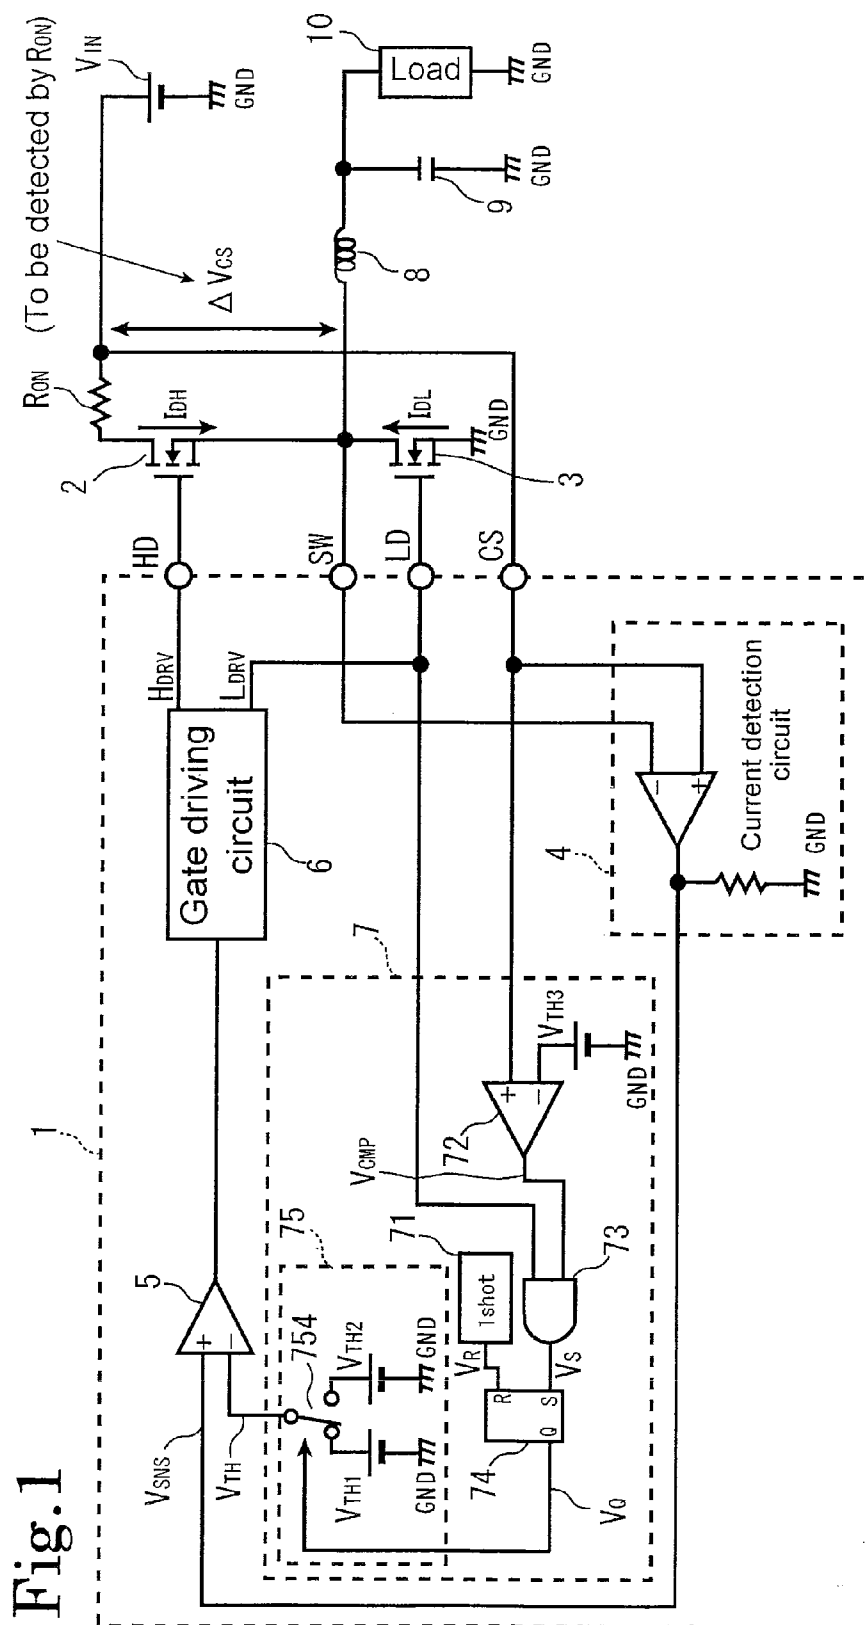 Fig.1
1
VSNS
VTH
5
Gate driving
circuit
6
HDRV
LDRV
HD
SW
LD
CS
2
RON
(To be detected by RON)
ΔVCS
IDH
IDL
3
GND
VIN
GND
8
9
GND
10
Load
GND
75
754
VTH1
VTH2
GND
GND
7
71
1shot
VR
R
S
Q
74
VQ
VS
73
VCMP
72
VTH3
GND
4
Current detection
circuit
GND
+
−
+
−
−
+